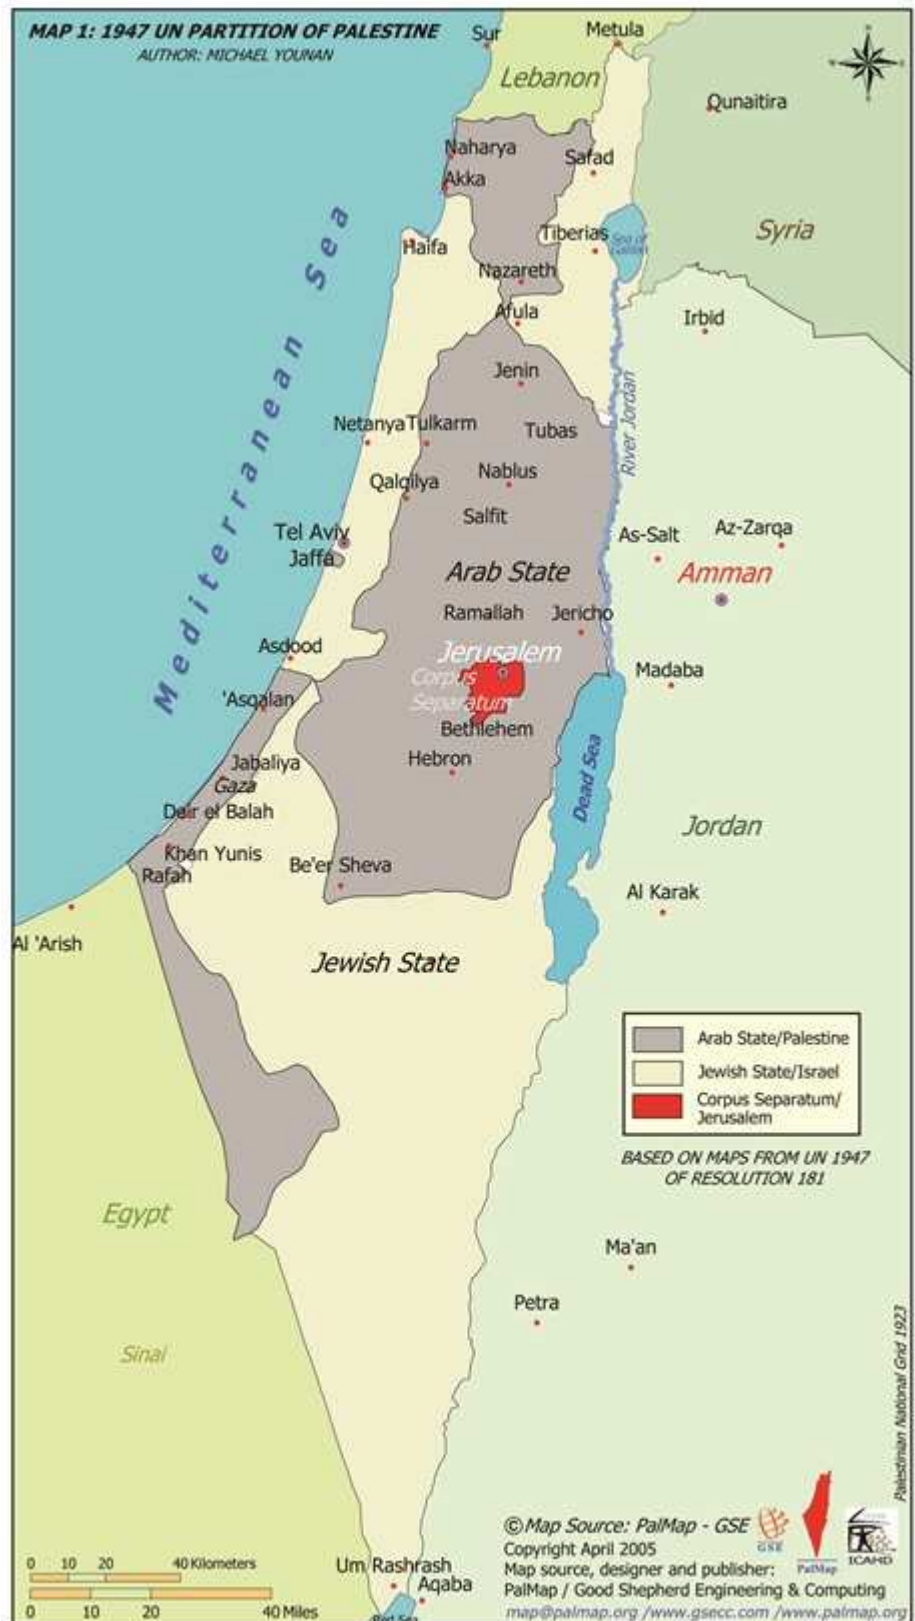 MAP 1: 1947 UN PARTITION OF PALESTINE
AUTHOR: MICHAEL YOUNAN
Sur
Metula
Lebanon
Qunaitira
Naharya
Safad
Akka
Syria
Tiberias
Sea of
Galilee
Haifa
Nazareth
Mediterranean Sea
Afula
Irbid
Jenin
River Jordan
Netanya
Tulkarm
Tubas
Qalqilya
Nablus
Salfit
Tel Aviv
As-Salt
Az-Zarqa
Jaffa
Arab State
Amman
Ramallah
Jericho
Asdood
Jerusalem
Corpus
Separatum
Madaba
'Asqalan
Bethlehem
Jabaliya
Hebron
Gaza
Dead Sea
Dair el Balah
Jordan
Khan Yunis
Be'er Sheva
Rafah
Al Karak
Al 'Arish
Jewish State
Arab State/Palestine
Jewish State/Israel
Corpus Separatum/
Jerusalem
BASED ON MAPS FROM UN 1947
OF RESOLUTION 181
Egypt
Ma'an
Petra
Sinai
Palestinian National Grid 1923
©Map Source: PalMap - GSE
GSE
PalMap
ICAHD
Copyright April 2005
Map source, designer and publisher:
PalMap / Good Shepherd Engineering & Computing
map@palmap.org /www.gsecc.com /www.palmap.org
0 10 20 40 Kilometers
0 10 20 40 Miles
Um Rashrash
Aqaba
Red Sea